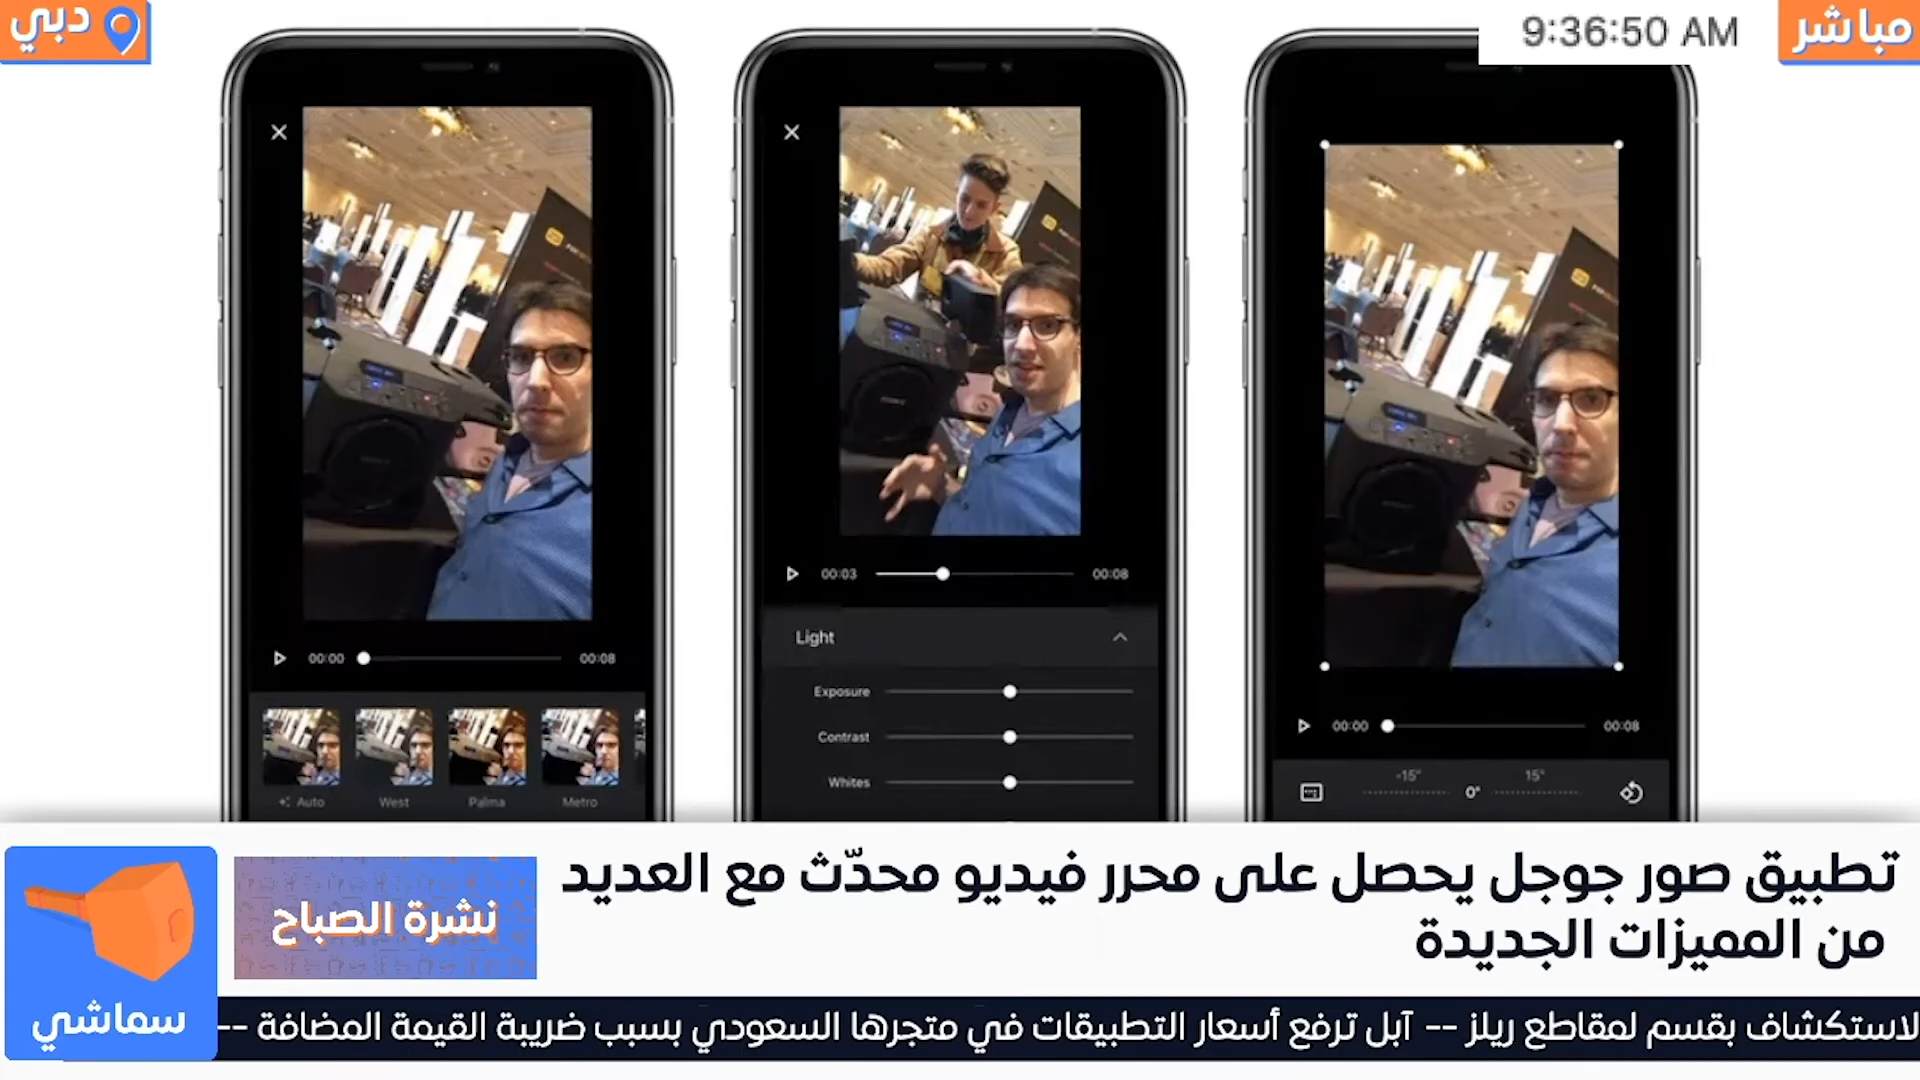 دبي
9:36:50 AM
مباشر
00:00
00:08
Auto
West
Palma
Metro
00:03
00:08
Light
Exposure
Contrast
Whites
00:00
00:08
-15°
0°
15°
تطبيق صور جوجل يحصل على محرر فيديو محدّث مع العديد
من المميزات الجديدة
نشرة الصباح
سماشي
لاستكشاف بقسم لمقاطع ريلز -- آبل ترفع أسعار التطبيقات في متجرها السعودي بسبب ضريبة القيمة المضافة --